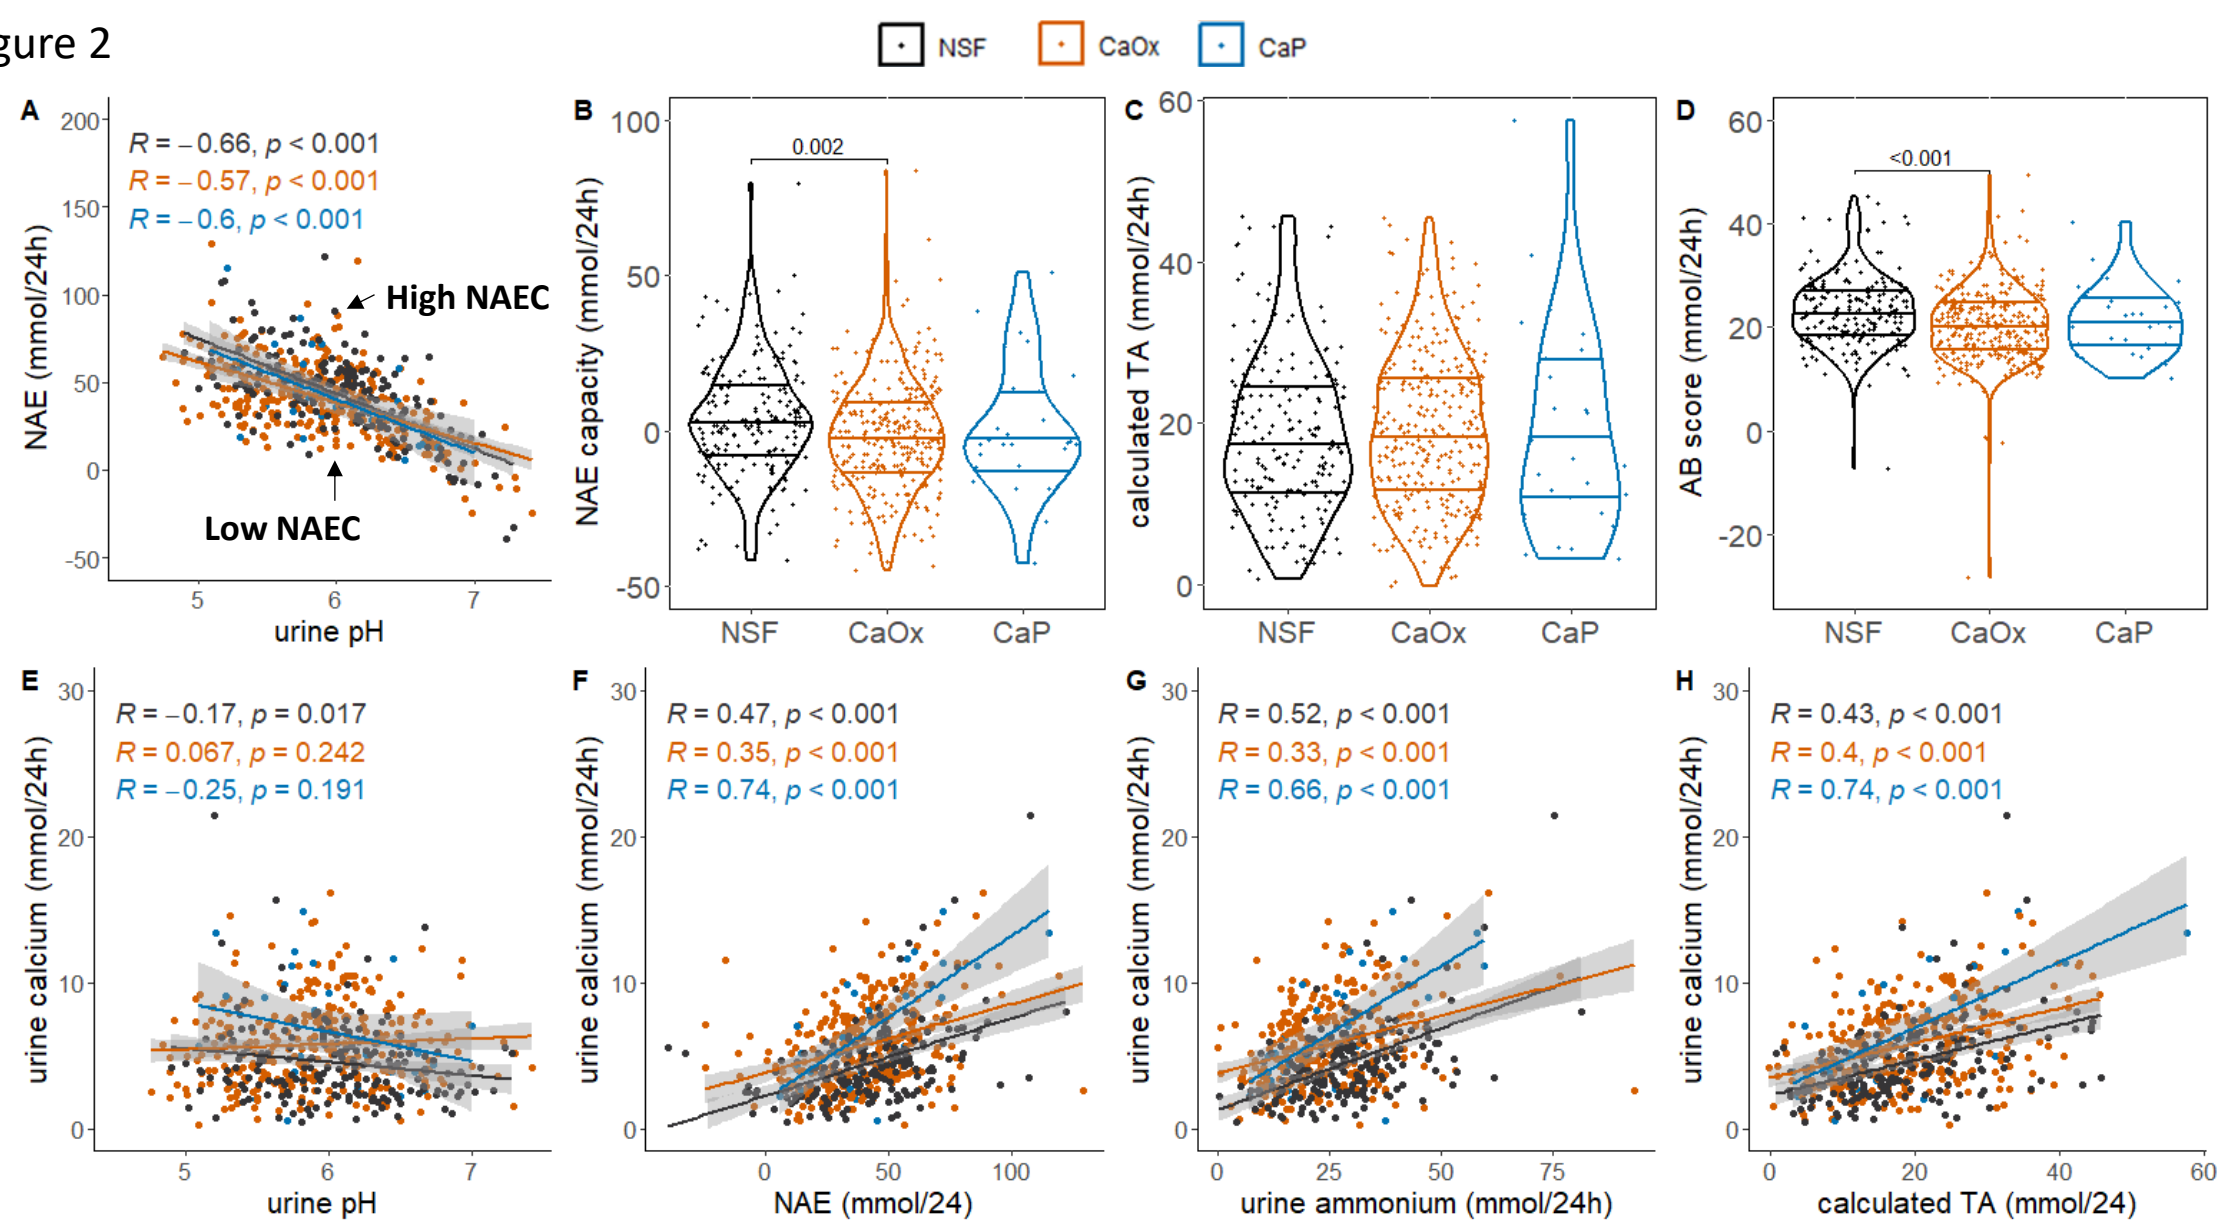 gure 2
NSF
CaOx
CaP
A
200
150
100
50
0
-50
NAE (mmol/24h)
R = −0.66, p < 0.001
R = −0.57, p < 0.001
R = −0.6, p < 0.001
High NAEC
Low NAEC
5
6
7
urine pH
B
100
50
0
-50
NAE capacity (mmol/24h)
0.002
NSF
CaOx
CaP
C
60
40
20
0
calculated TA (mmol/24h)
NSF
CaOx
CaP
D
60
40
20
0
-20
AB score (mmol/24h)
<0.001
NSF
CaOx
CaP
E
30
20
10
0
urine calcium (mmol/24h)
R = −0.17, p = 0.017
R = 0.067, p = 0.242
R = −0.25, p = 0.191
5
6
7
urine pH
F
30
20
10
0
urine calcium (mmol/24h)
R = 0.47, p < 0.001
R = 0.35, p < 0.001
R = 0.74, p < 0.001
0
50
100
NAE (mmol/24)
G
30
20
10
0
urine calcium (mmol/24h)
R = 0.52, p < 0.001
R = 0.33, p < 0.001
R = 0.66, p < 0.001
0
25
50
75
urine ammonium (mmol/24h)
H
30
20
10
0
urine calcium (mmol/24h)
R = 0.43, p < 0.001
R = 0.4, p < 0.001
R = 0.74, p < 0.001
0
20
40
60
calculated TA (mmol/24)